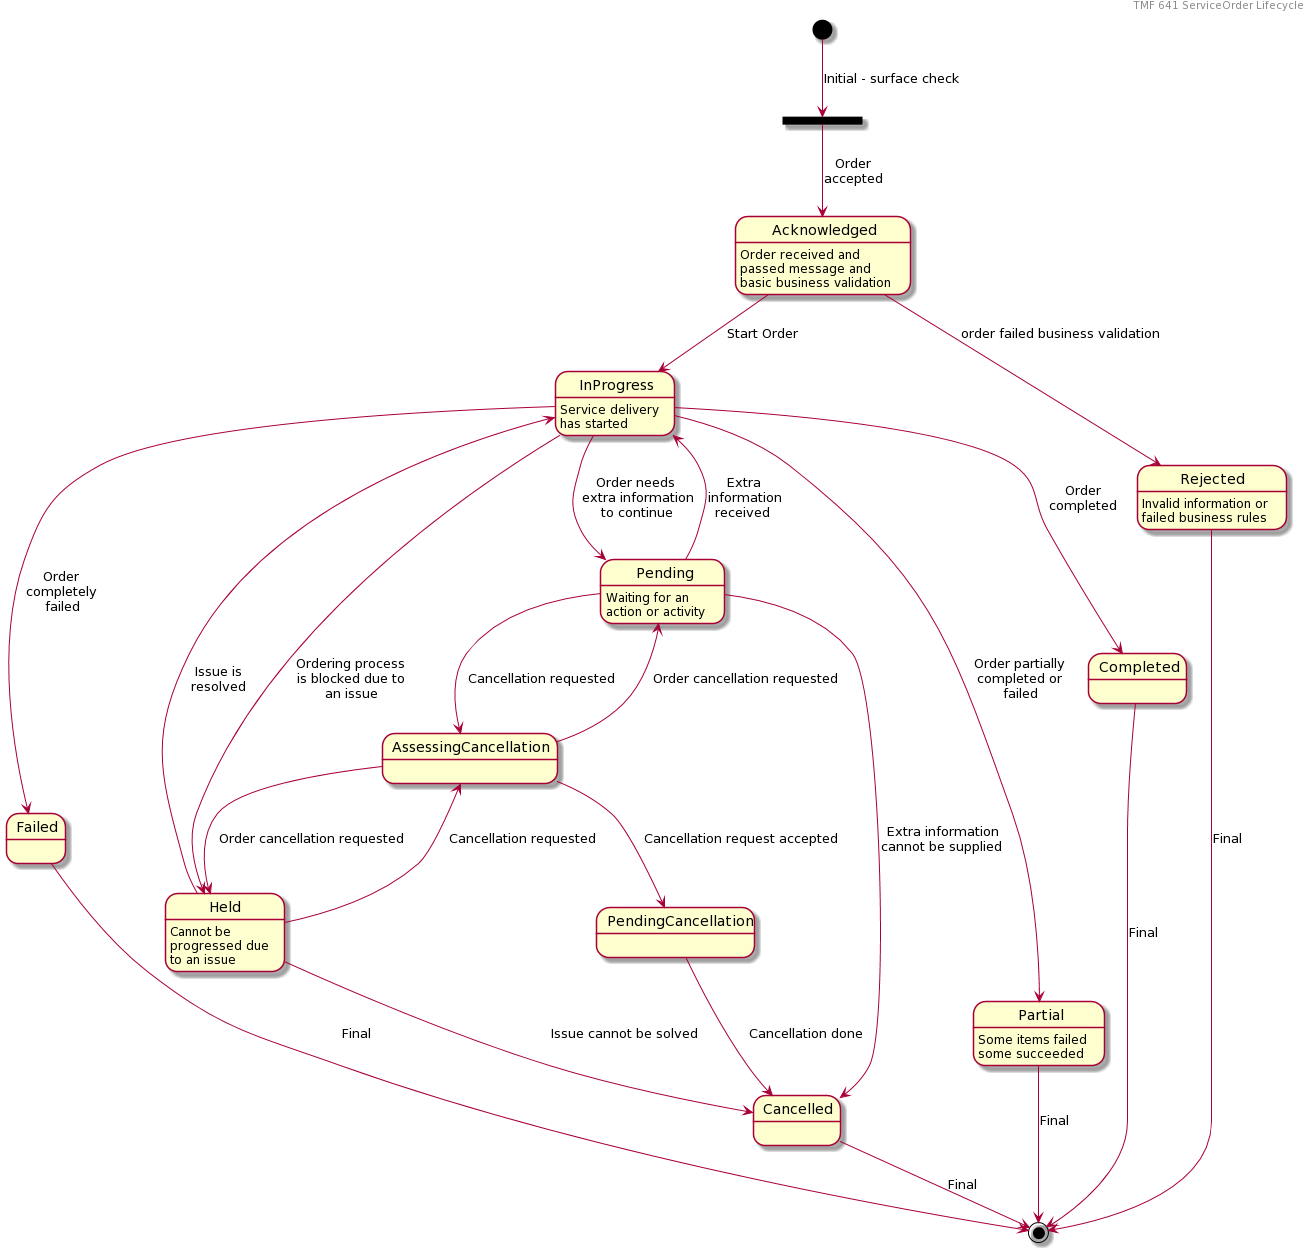 TMF 641 ServiceOrder Lifecycle
Initial - surface check
Order
accepted
Acknowledged
Order received and
passed message and
basic business validation
Start Order
order failed business validation
InProgress
Service delivery
has started
Rejected
Invalid information or
failed business rules
Order needs
extra information
to continue
Extra
information
received
Order
completed
Pending
Waiting for an
action or activity
Order
completely
failed
Issue is
resolved
Ordering process
is blocked due to
an issue
Cancellation requested
Order cancellation requested
Order partially
completed or
failed
Completed
AssessingCancellation
Failed
Order cancellation requested
Cancellation requested
Cancellation request accepted
Extra information
cannot be supplied
Final
Held
Cannot be
progressed due
to an issue
PendingCancellation
Final
Final
Issue cannot be solved
Cancellation done
Partial
Some items failed
some succeeded
Cancelled
Final
Final